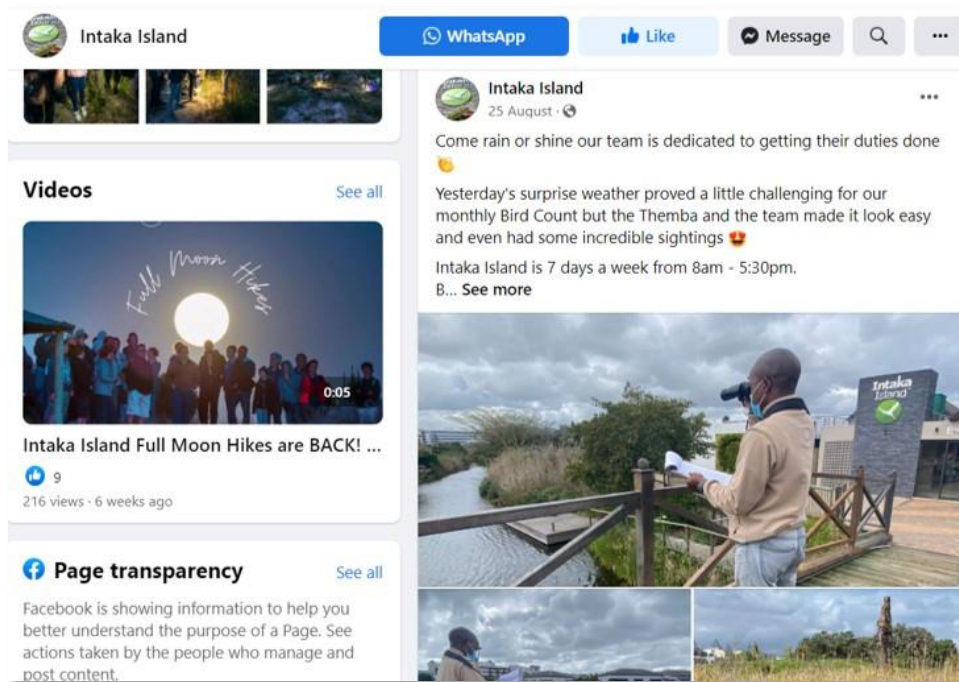 Intaka Island
WhatsApp
Like
Message
Videos
See all
Full Moon Hikes
0:05
Intaka Island Full Moon Hikes are BACK! ...
9
216 views · 6 weeks ago
Page transparency
See all
Facebook is showing information to help you
better understand the purpose of a Page. See
actions taken by the people who manage and
post content.
Intaka Island
25 August ·
Come rain or shine our team is dedicated to getting their duties done
Yesterday's surprise weather proved a little challenging for our
monthly Bird Count but the Themba and the team made it look easy
and even had some incredible sightings
Intaka Island is 7 days a week from 8am - 5:30pm.
B... See more
Intaka
Island